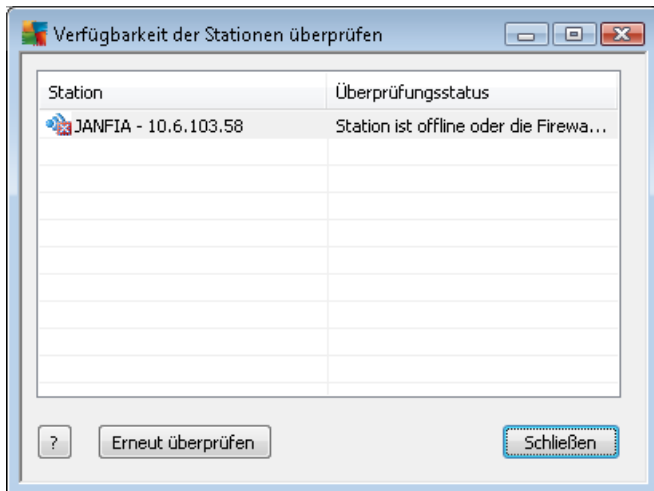 Verfügbarkeit der Stationen überprüfen
Station Überprüfungsstatus
JANFIA - 10.6.103.58 Station ist offline oder die Firewa...
? Erneut überprüfen Schließen